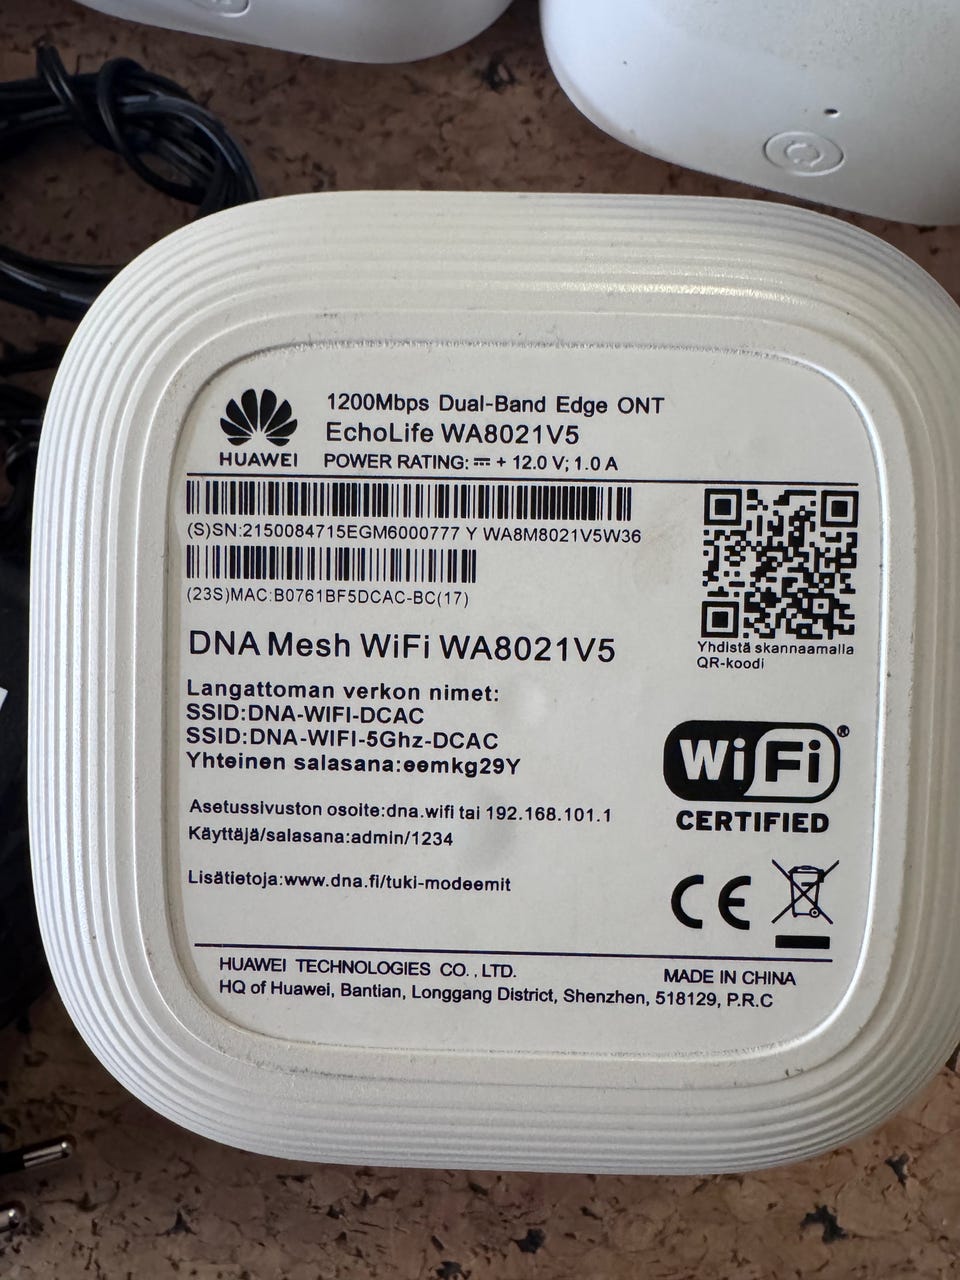 HUAWEI
1200Mbps Dual-Band Edge ONT
EchoLife WA8021V5
POWER RATING: ⎓ + 12.0 V; 1.0 A
(S)SN:2150084715EGM6000777 Y WA8M8021V5W36
(23S)MAC:B0761BF5DCAC-BC(17)
DNA Mesh WiFi WA8021V5
Yhdistä skannaamalla
QR-koodi
Langattoman verkon nimet:
SSID:DNA-WIFI-DCAC
SSID:DNA-WIFI-5Ghz-DCAC
Yhteinen salasana:eemkg29Y
WiFi®
CERTIFIED
Asetussivuston osoite:dna.wifi tai 192.168.101.1
Käyttäjä/salasana:admin/1234
Lisätietoja:www.dna.fi/tuki-modeemit
CE
HUAWEI TECHNOLOGIES CO., LTD.
MADE IN CHINA
HQ of Huawei, Bantian, Longgang District, Shenzhen, 518129, P.R.C